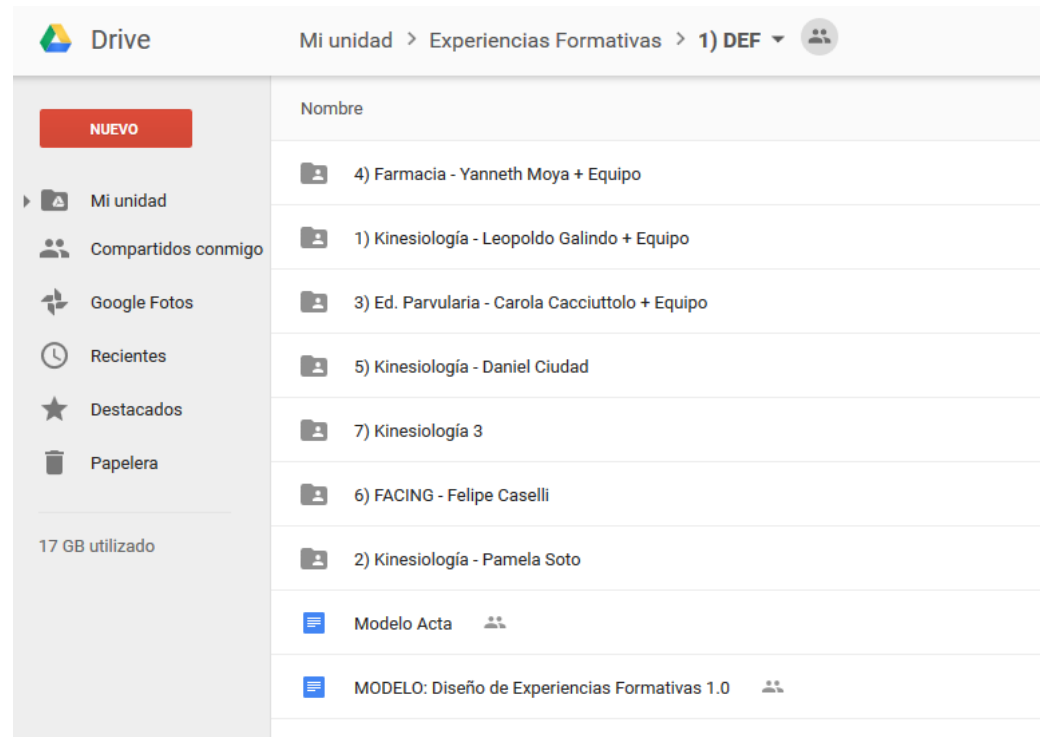 Drive
Mi unidad > Experiencias Formativas > 1) DEF
NUEVO
Mi unidad
Compartidos conmigo
Google Fotos
Recientes
Destacados
Papelera
17 GB utilizado
Nombre
4) Farmacia - Yanneth Moya + Equipo
1) Kinesiología - Leopoldo Galindo + Equipo
3) Ed. Parvularia - Carola Cacciuttolo + Equipo
5) Kinesiología - Daniel Ciudad
7) Kinesiología 3
6) FACING - Felipe Caselli
2) Kinesiología - Pamela Soto
Modelo Acta
MODELO: Diseño de Experiencias Formativas 1.0